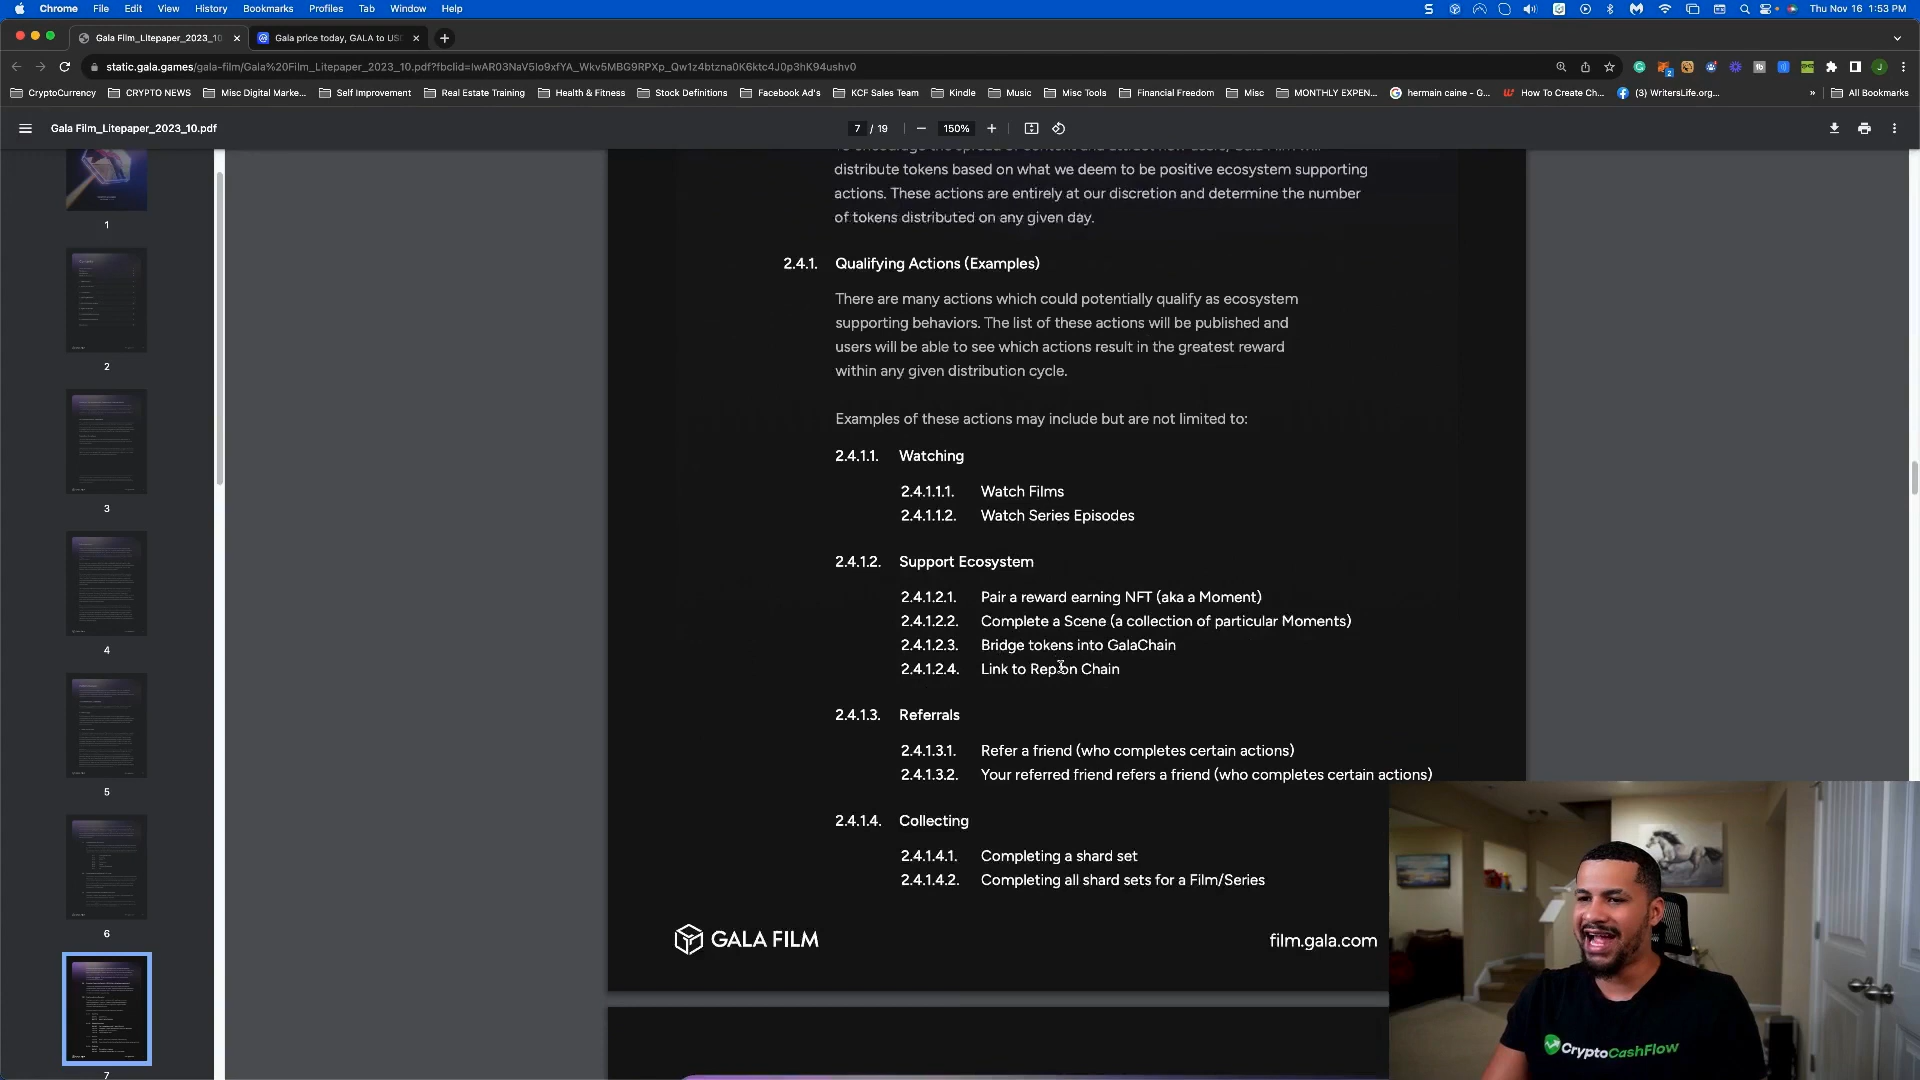 Chrome File Edit View History Bookmarks Profiles Tab Window Help Thu Nov 16 1:53 PM
Gala Film_Litepaper_2023_10. Gala price today, GALA to US
static.gala.games/gala-film/Gala%20Film_Litepaper_2023_10.pdf?fbclid=
CryptoCurrency CRYPTO NEWS Misc Digital Marke... Self Improvement Real Estate Training Health & Fitness Stock Definitions Facebook Ad's KCF Sales Team Kindle Music Misc Tools Financial Freedom Misc MONTHLY EXPEN... hermain caine - G... How To Create Ch... (3) WritersLife.org... » All Bookmarks
Gala Film_Litepaper_2023_10.pdf 7 / 19 150%
distribute tokens based on what we deem to be positive ecosystem supporting
actions. These actions are entirely at our discretion and determine the number
of tokens distributed on any given day.
2.4.1. Qualifying Actions (Examples)
There are many actions which could potentially qualify as ecosystem
supporting behaviors. The list of these actions will be published and
users will be able to see which actions result in the greatest reward
within any given distribution cycle.
Examples of these actions may include but are not limited to:
2.4.1.1. Watching
2.4.1.1.1. Watch Films
2.4.1.1.2. Watch Series Episodes
2.4.1.2. Support Ecosystem
2.4.1.2.1. Pair a reward earning NFT (aka a Moment)
2.4.1.2.2. Complete a Scene (a collection of particular Moments)
2.4.1.2.3. Bridge tokens into GalaChain
2.4.1.2.4. Link to Rep on Chain
2.4.1.3. Referrals
2.4.1.3.1. Refer a friend (who completes certain actions)
2.4.1.3.2. Your referred friend refers a friend (who completes certain actions)
2.4.1.4. Collecting
2.4.1.4.1. Completing a shard set
2.4.1.4.2. Completing all shard sets for a Film/Series
GALA FILM film.gala.com
1
2
3
4
5
6
7
CryptoCashFlow